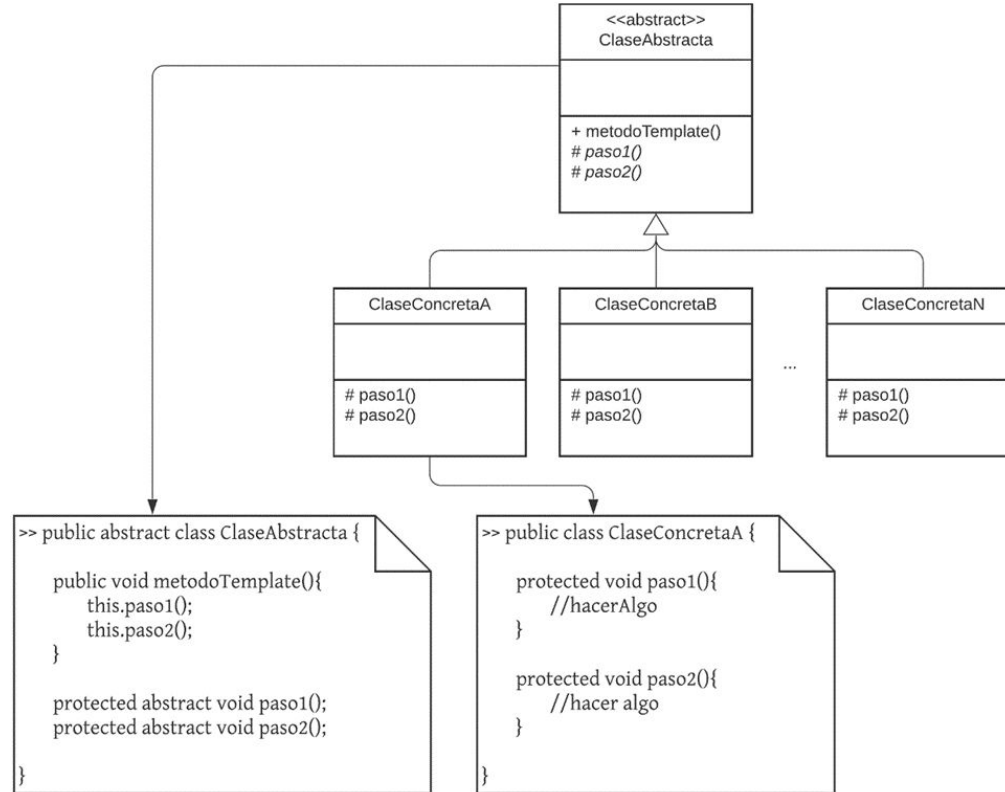 <<abstract>>
ClaseAbstracta
+ metodoTemplate()
# paso1()
# paso2()
ClaseConcretaA
# paso1()
# paso2()
ClaseConcretaB
# paso1()
# paso2()
...
ClaseConcretaN
# paso1()
# paso2()
>> public abstract class ClaseAbstracta {
public void metodoTemplate(){
this.paso1();
this.paso2();
}
protected abstract void paso1();
protected abstract void paso2();
}
>> public class ClaseConcretaA {
protected void paso1(){
//hacerAlgo
}
protected void paso2(){
//hacer algo
}
}